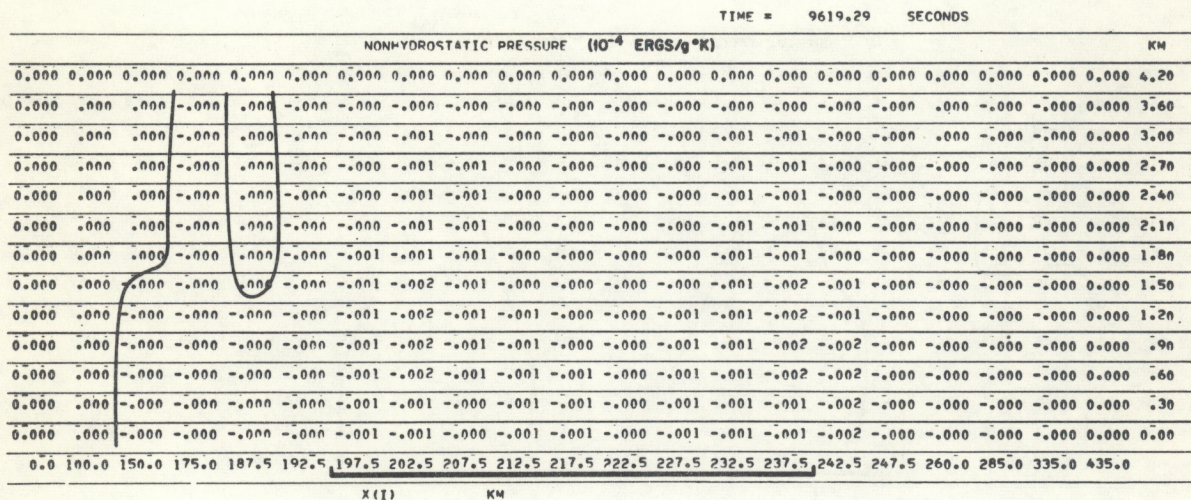 TIME = 9619.29 SECONDS
NONHYDROSTATIC PRESSURE (10⁻⁴ ERGS/g°K) KM
0.000 0.000 0.000 0.000 0.000 0.000 0.000 0.000 0.000 0.000 0.000 0.000 0.000 0.000 0.000 0.000 0.000 0.000 0.000 0.000 0.000 4.20
0.000 .000 .000 -.000 .000 -.000 -.000 -.000 -.000 -.000 -.000 -.000 -.000 -.000 -.000 -.000 -.000 .000 -.000 -.000 0.000 3.60
0.000 .000 .000 -.000 .000 -.000 -.000 -.001 -.000 -.000 -.000 -.000 -.000 -.001 -.001 -.000 -.000 .000 -.000 -.000 0.000 3.00
0.000 .000 .000 -.000 .000 -.000 -.000 -.001 -.001 -.000 -.000 -.000 -.000 -.001 -.001 -.000 -.000 -.000 -.000 -.000 0.000 2.70
0.000 .000 .000 -.000 .000 -.000 -.000 -.001 -.001 -.000 -.000 -.000 -.000 -.001 -.001 -.000 -.000 -.000 -.000 -.000 0.000 2.40
0.000 .000 .000 -.000 .000 -.000 -.000 -.001 -.001 -.000 -.000 -.000 -.000 -.001 -.001 -.000 -.000 -.000 -.000 -.000 0.000 2.10
0.000 .000 .000 -.000 .000 -.000 -.001 -.001 -.001 -.000 -.000 -.000 -.000 -.001 -.001 -.000 -.000 -.000 -.000 -.000 0.000 1.80
0.000 .000 -.000 -.000 .000 -.000 -.001 -.002 -.001 -.000 -.000 -.000 -.000 -.001 -.002 -.001 -.000 -.000 -.000 -.000 0.000 1.50
0.000 .000 -.000 -.000 -.000 -.000 -.001 -.002 -.001 -.001 -.000 -.000 -.000 -.001 -.002 -.001 -.000 -.000 -.000 -.000 0.000 1.20
0.000 .000 -.000 -.000 -.000 -.000 -.001 -.002 -.001 -.001 -.000 -.000 -.001 -.001 -.002 -.002 -.000 -.000 -.000 -.000 0.000 .90
0.000 .000 -.000 -.000 -.000 -.000 -.001 -.002 -.001 -.001 -.001 -.000 -.001 -.001 -.002 -.002 -.000 -.000 -.000 -.000 0.000 .60
0.000 .000 -.000 -.000 -.000 -.000 -.001 -.001 -.000 -.001 -.001 -.000 -.001 -.001 -.001 -.002 -.000 -.000 -.000 -.000 0.000 .30
0.000 .000 -.000 -.000 -.000 -.000 -.001 -.001 -.000 -.001 -.001 -.000 -.001 -.001 -.001 -.002 -.000 -.000 -.000 -.000 0.000 0.00
0.0 100.0 150.0 175.0 187.5 192.5 197.5 202.5 207.5 212.5 217.5 222.5 227.5 232.5 237.5 242.5 247.5 260.0 285.0 335.0 435.0
X(I) KM